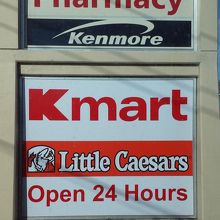 Pharmacy
Kenmore
Kmart
Little Caesars
Open 24 Hours